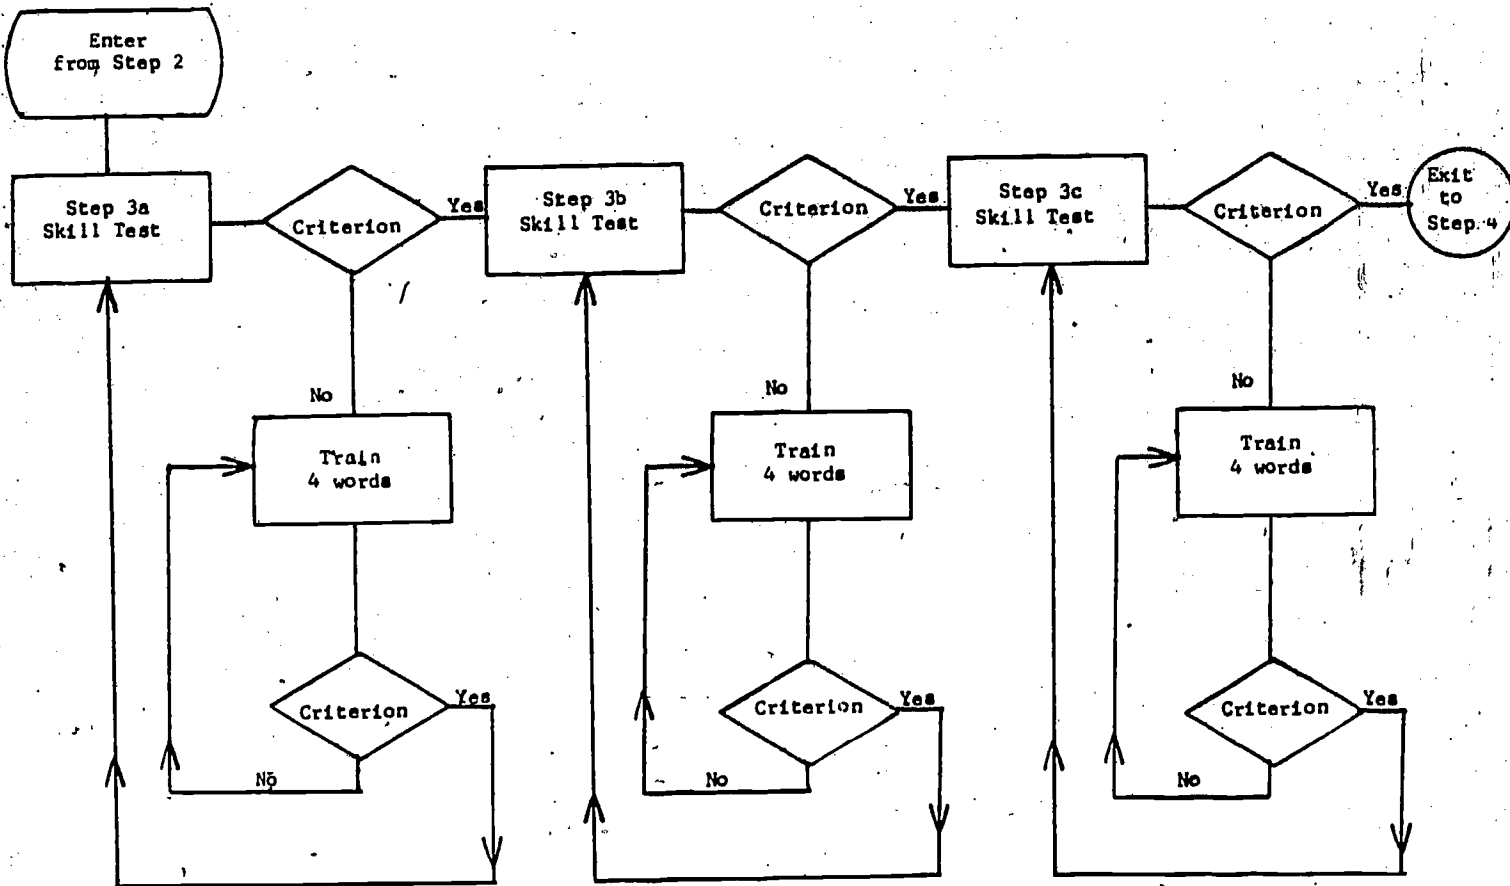 Enter
from Step 2
Step 3a
Skill Test
Criterion
Yes
Step 3b
Skill Test
Criterion
Yes
Step 3c
Skill Test
Criterion
Yes
Exit
to
Step 4
No
No
No
Train
4 words
Train
4 words
Train
4 words
Criterion
Yes
No
Criterion
Yes
No
Criterion
Yes
No